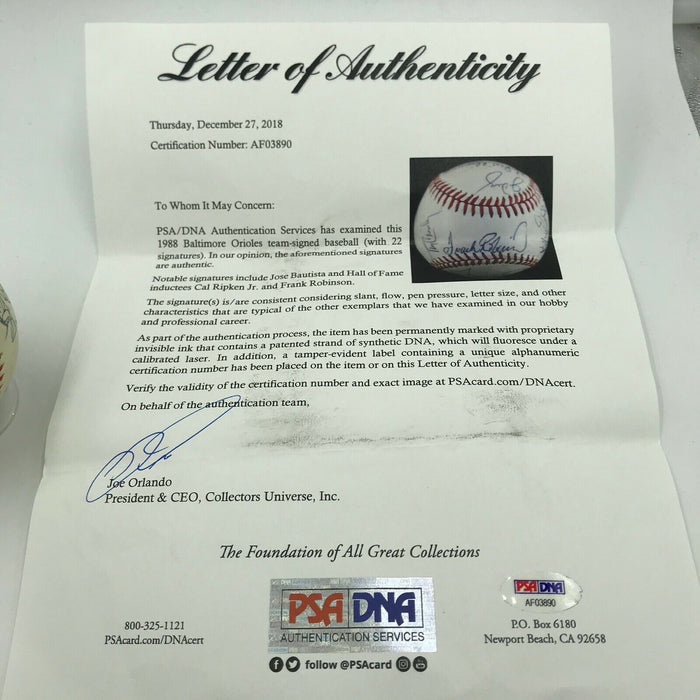 Letter of Authenticity
Thursday, December 27, 2018
Certification Number: AF03890
To Whom It May Concern:
PSA/DNA Authentication Services has examined this
1988 Baltimore Orioles team-signed baseball (with 22
signatures). In our opinion, the aforementioned signatures
are authentic.
Notable signatures include Jose Bautista and Hall of Fame
inductees Cal Ripken Jr. and Frank Robinson.
Frank Robinson
The signature(s) is/are consistent considering slant, flow, pen pressure, letter size, and other
characteristics that are typical of the other exemplars that we have examined in our hobby
and professional career.
As part of the authentication process, the item has been permanently marked with proprietary
invisible ink that contains a patented strand of synthetic DNA, which will fluoresce under a
calibrated laser. In addition, a tamper-evident label containing a unique alphanumeric
certification number has been placed on the item or on this Letter of Authenticity.
Verify the validity of the certification number and exact image at PSAcard.com/DNAcert.
On behalf of the authentication team,
Joe Orlando
President & CEO, Collectors Universe, Inc.
The Foundation of All Great Collections
800-325-1121
PSAcard.com/DNAcert
PSA DNA
AUTHENTICATION SERVICES
follow @PSAcard
PSA DNA
AF03890
P.O. Box 6180
Newport Beach, CA 92658